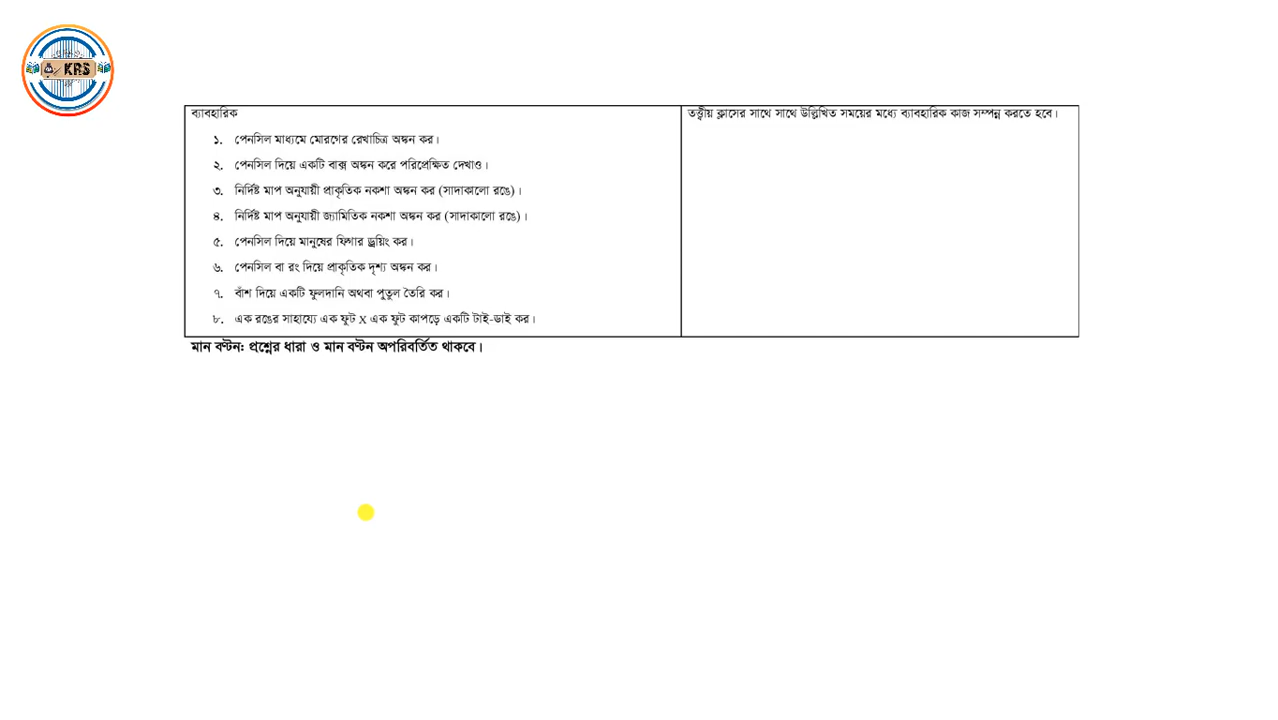 KRS
ব্যাবহারিক
তত্ত্বীয় ক্লাসের সাথে সাথে উল্লিখিত সময়ের মধ্যে ব্যাবহারিক কাজ সম্পন্ন করতে হবে।
১. পেনসিল মাধ্যমে মোরগের রেখাচিত্র অঙ্কন কর।
২. পেনসিল দিয়ে একটি বাক্স অঙ্কন করে পরিপ্রেক্ষিত দেখাও।
৩. নির্দিষ্ট মাপ অনুযায়ী প্রাকৃতিক নকশা অঙ্কন কর (সাদাকালো রঙে)।
৪. নির্দিষ্ট মাপ অনুযায়ী জ্যামিতিক নকশা অঙ্কন কর (সাদাকালো রঙে)।
৫. পেনসিল দিয়ে মানুষের ফিগার ড্রয়িং কর।
৬. পেনসিল বা রং দিয়ে প্রাকৃতিক দৃশ্য অঙ্কন কর।
৭. বাঁশ দিয়ে একটি ফুলদানি অথবা পুতুল তৈরি কর।
৮. এক রঙের সাহায্যে এক ফুট X এক ফুট কাপড়ে একটি টাই-ডাই কর।
মান বণ্টন: প্রশ্নের ধারা ও মান বণ্টন অপরিবর্তিত থাকবে।